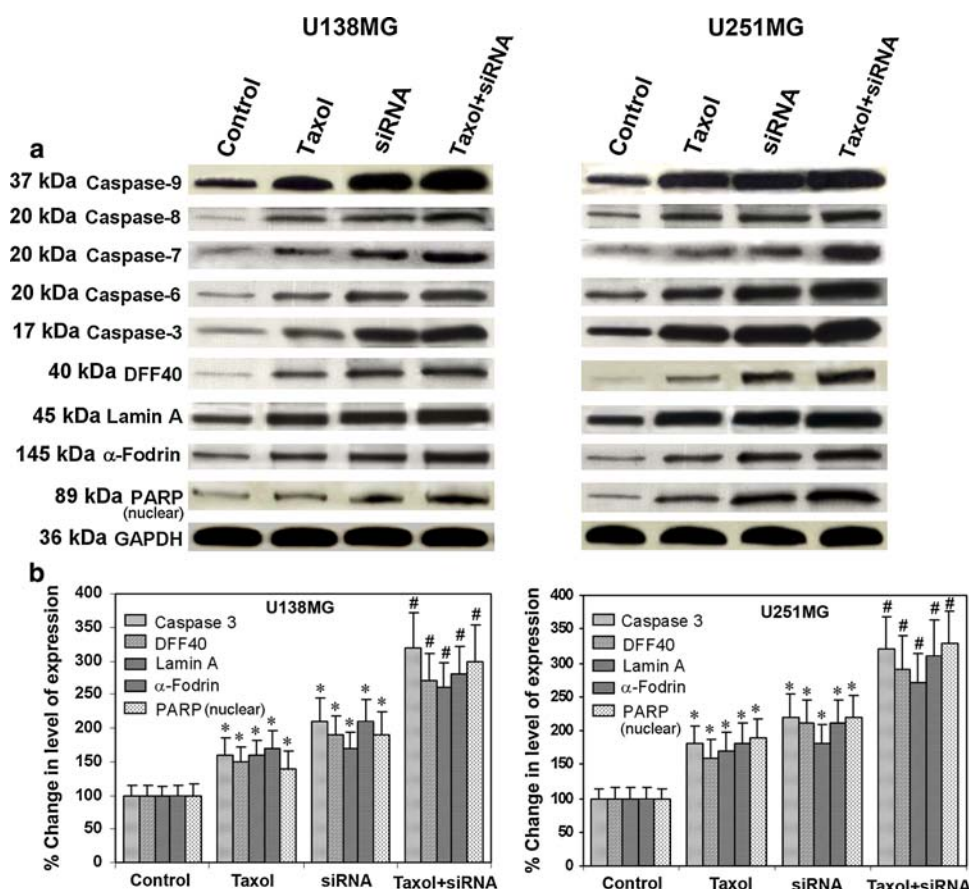 U138MG
U251MG
Control
Taxol
siRNA
Taxol+siRNA
Control
Taxol
siRNA
Taxol+siRNA
a
37 kDa Caspase-9
20 kDa Caspase-8
20 kDa Caspase-7
20 kDa Caspase-6
17 kDa Caspase-3
40 kDa DFF40
45 kDa Lamin A
145 kDa α-Fodrin
89 kDa PARP
(nuclear)
36 kDa GAPDH
b
% Change in level of expression
400
350
300
250
200
150
100
50
0
U138MG
Caspase 3
DFF40
Lamin A
α-Fodrin
PARP (nuclear)
* * * * *
* * * * *
# # # # #
Control
Taxol
siRNA
Taxol+siRNA
% Change in level of expression
400
350
300
250
200
150
100
50
0
U251MG
Caspase 3
DFF40
Lamin A
α-Fodrin
PARP
(nuclear)
* * * * *
* * * * *
# # # # #
Control
Taxol
siRNA
Taxol+siRNA